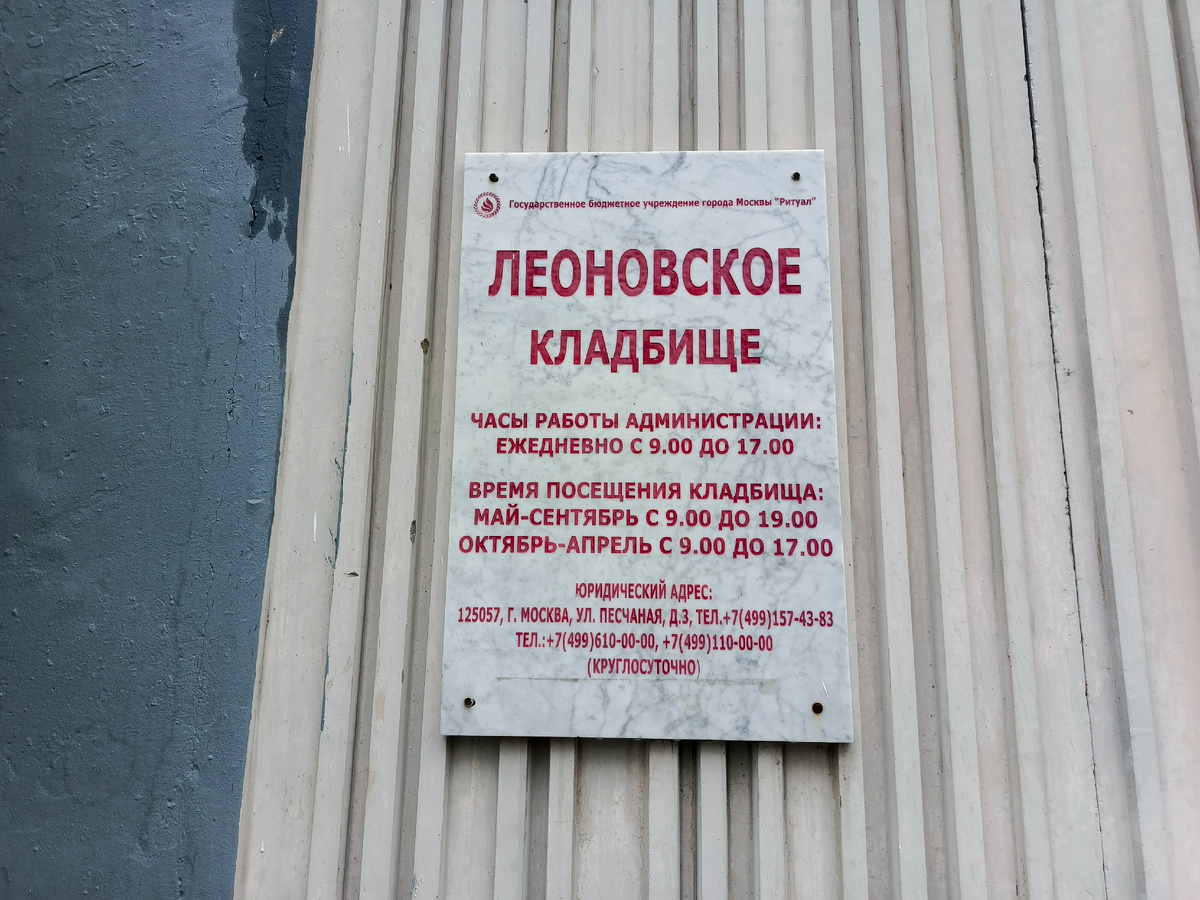 Государственное бюджетное учреждение города Москвы "Ритуал"
ЛЕОНОВСКОЕ
КЛАДБИЩЕ
ЧАСЫ РАБОТЫ АДМИНИСТРАЦИИ:
ЕЖЕДНЕВНО С 9.00 ДО 17.00
ВРЕМЯ ПОСЕЩЕНИЯ КЛАДБИЩА:
МАЙ-СЕНТЯБРЬ С 9.00 ДО 19.00
ОКТЯБРЬ-АПРЕЛЬ С 9.00 ДО 17.00
ЮРИДИЧЕСКИЙ АДРЕС:
125057, Г. МОСКВА, УЛ. ПЕСЧАНАЯ, Д.3, ТЕЛ.+7(499)157-43-83
ТЕЛ.:+7(499)610-00-00, +7(499)110-00-00
(КРУГЛОСУТОЧНО)